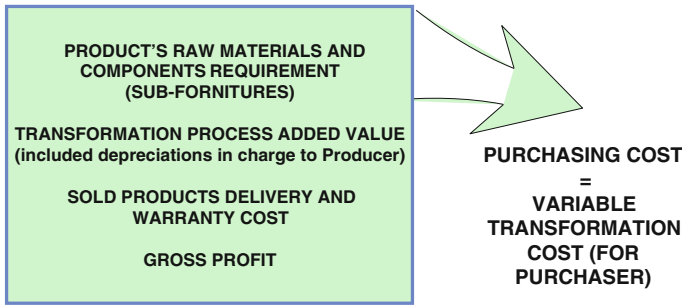 PRODUCT'S RAW MATERIALS AND
COMPONENTS REQUIREMENT
(SUB-FORNITURES)
TRANSFORMATION PROCESS ADDED VALUE
(included depreciations in charge to Producer)
SOLD PRODUCTS DELIVERY AND
WARRANTY COST
GROSS PROFIT
PURCHASING COST
=
VARIABLE
TRANSFORMATION
COST (FOR
PURCHASER)